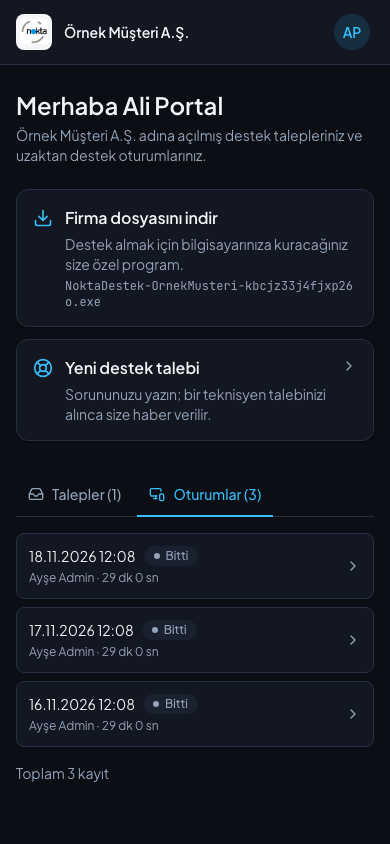 nokta
Örnek Müşteri A.Ş.
AP
Merhaba Ali Portal
Örnek Müşteri A.Ş. adına açılmış destek talepleriniz ve
uzaktan destek oturumlarınız.
Firma dosyasını indir
Destek almak için bilgisayarınıza kuracağınız
size özel program.
NoktaDestek-OrnekMusteri-kbcjz33j4fjxp26
o.exe
Yeni destek talebi
Sorununuzu yazın; bir teknisyen talebinizi
alınca size haber verilir.
Talepler (1)
Oturumlar (3)
18.11.2026 12:08
Bitti
Ayşe Admin · 29 dk 0 sn
17.11.2026 12:08
Bitti
Ayşe Admin · 29 dk 0 sn
16.11.2026 12:08
Bitti
Ayşe Admin · 29 dk 0 sn
Toplam 3 kayıt